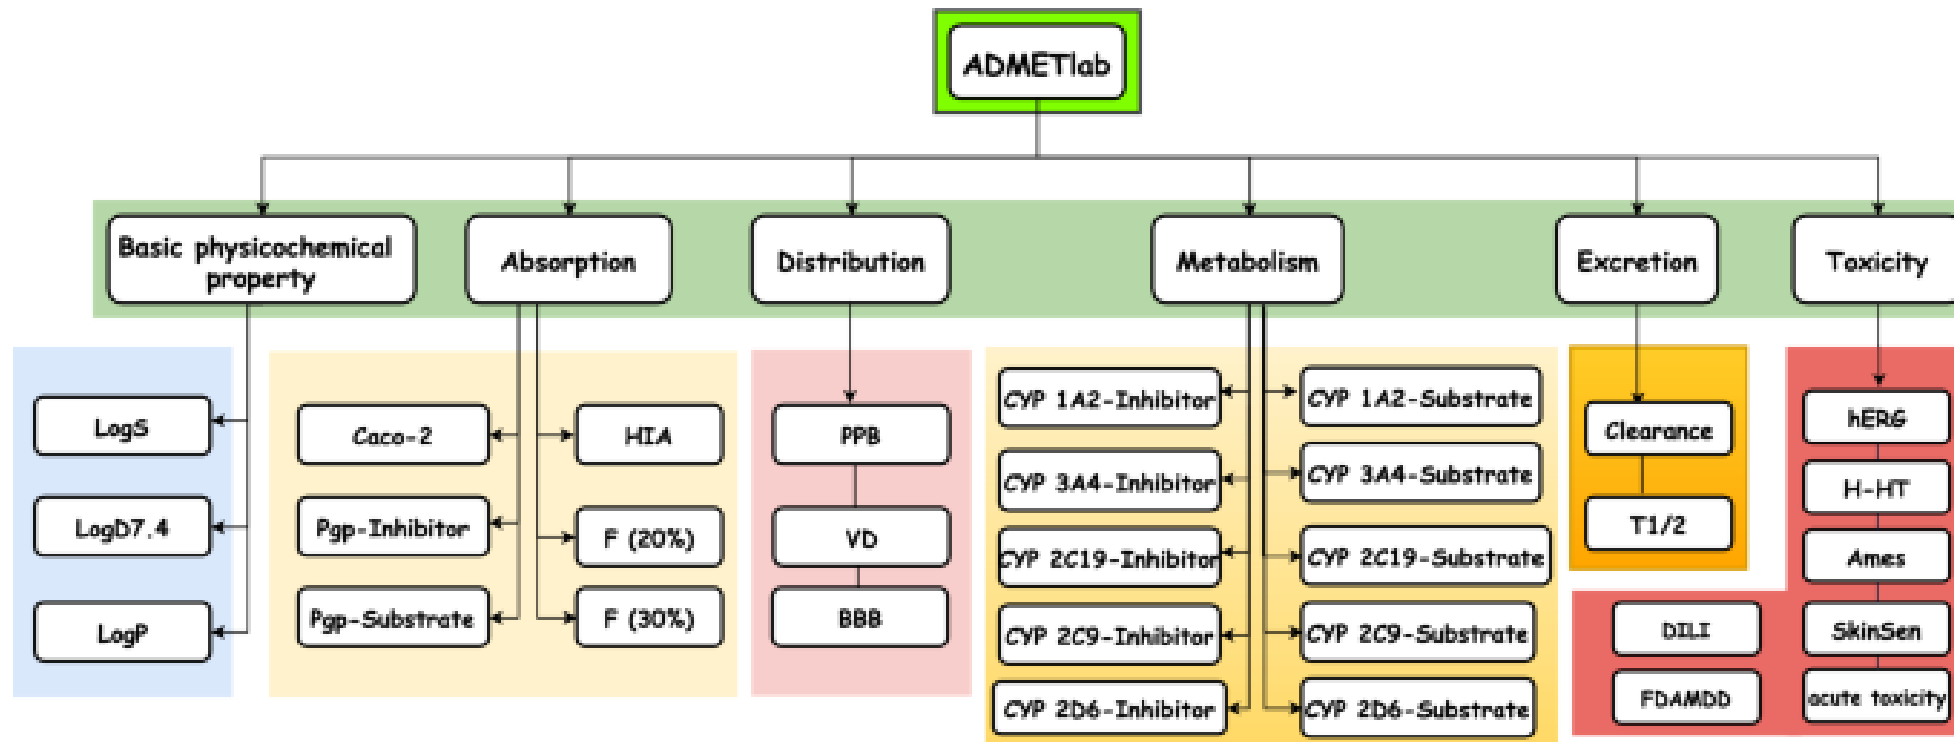 ADMETlab
Basic physicochemical
property
Absorption
Distribution
Metabolism
Excretion
Toxicity
LogS
LogD7.4
LogP
Caco-2
Pgp-Inhibitor
Pgp-Substrate
HIA
F (20%)
F (30%)
PPB
VD
BBB
CYP 1A2-Inhibitor
CYP 3A4-Inhibitor
CYP 2C19-Inhibitor
CYP 2C9-Inhibitor
CYP 2D6-Inhibitor
CYP 1A2-Substrate
CYP 3A4-Substrate
CYP 2C19-Substrate
CYP 2C9-Substrate
CYP 2D6-Substrate
Clearance
T1/2
hERG
H-HT
Ames
SkinSen
acute toxicity
DILI
FDAMDD